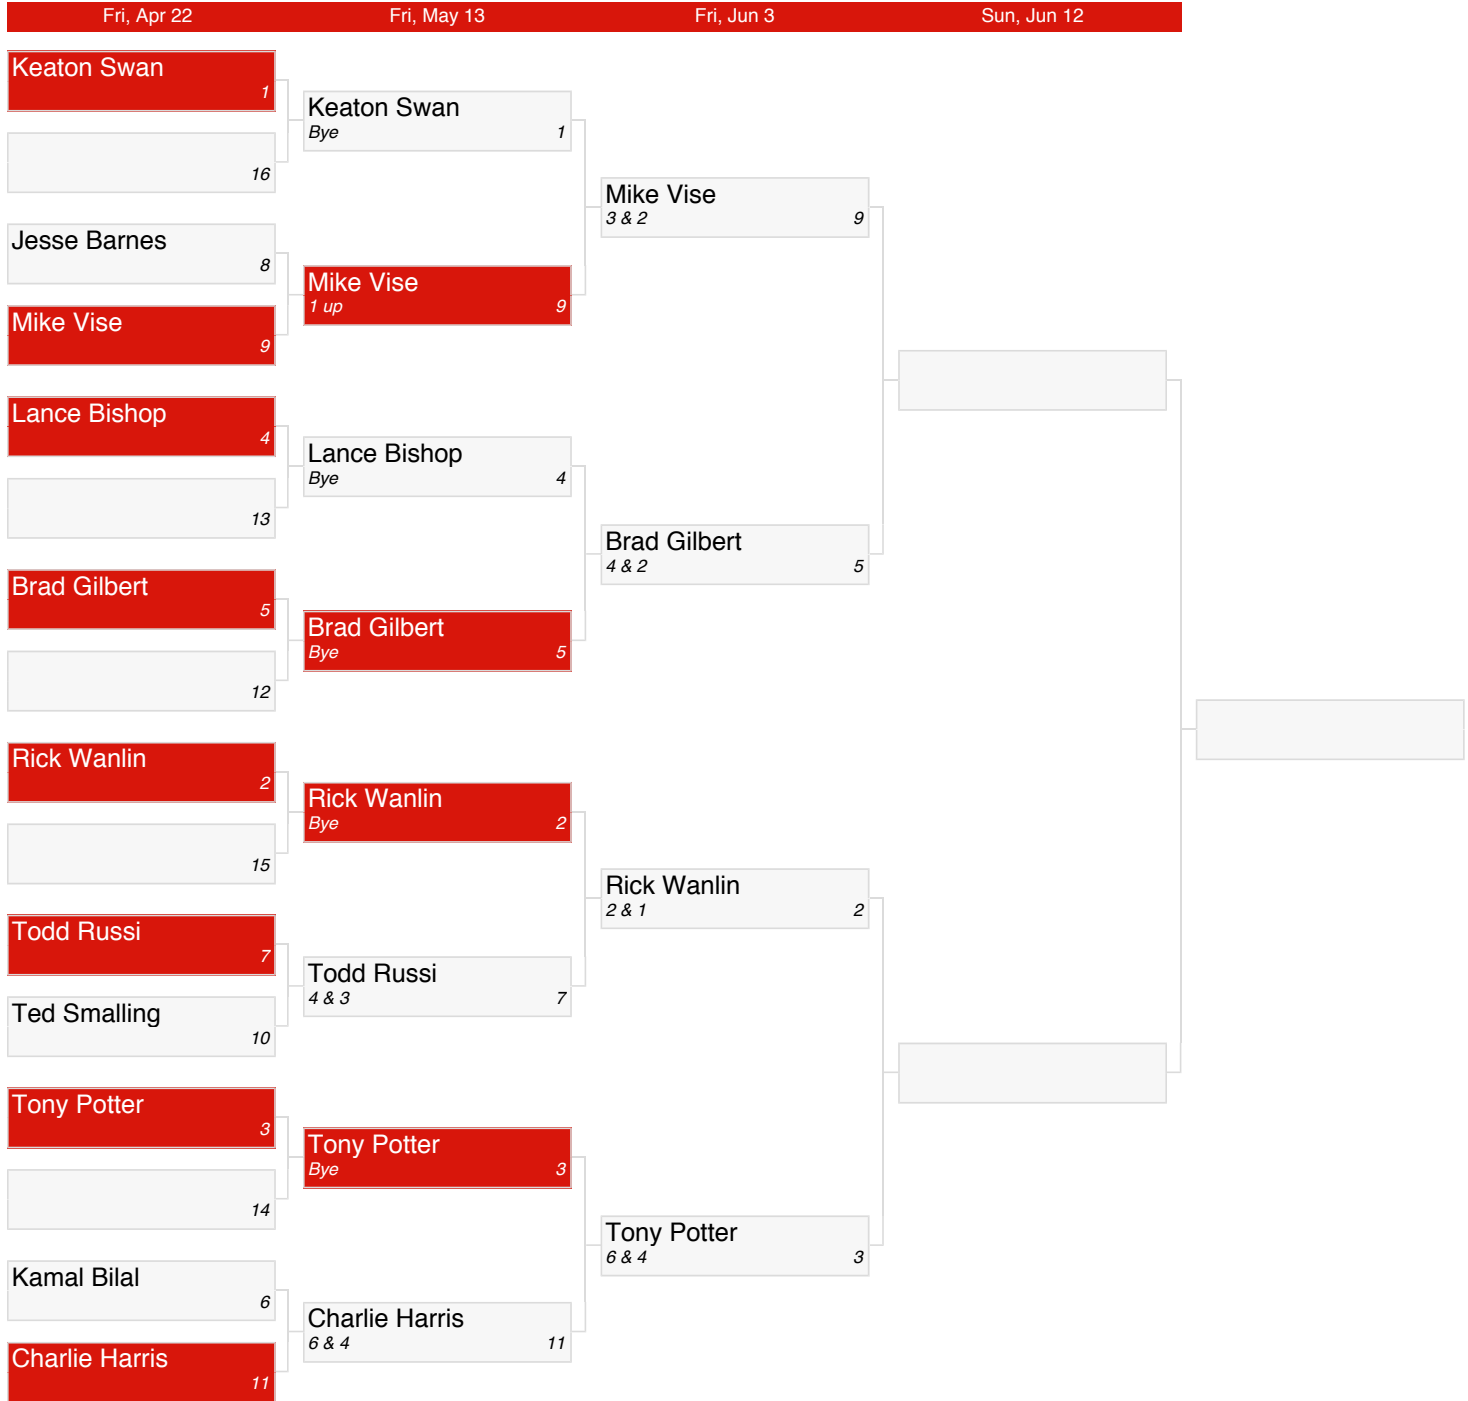 Fri, Apr 22
Fri, May 13
Fri, Jun 3
Sun, Jun 12
Keaton Swan
1
16
Jesse Barnes
8
Mike Vise
9
Lance Bishop
4
13
Brad Gilbert
5
12
Rick Wanlin
2
15
Todd Russi
7
Ted Smalling
10
Tony Potter
3
14
Kamal Bilal
6
Charlie Harris
11
Keaton Swan
Bye 1
Mike Vise
1 up 9
Lance Bishop
Bye 4
Brad Gilbert
Bye 5
Rick Wanlin
Bye 2
Todd Russi
4 & 3 7
Tony Potter
Bye 3
Charlie Harris
6 & 4 11
Mike Vise
3 & 2 9
Brad Gilbert
4 & 2 5
Rick Wanlin
2 & 1 2
Tony Potter
6 & 4 3